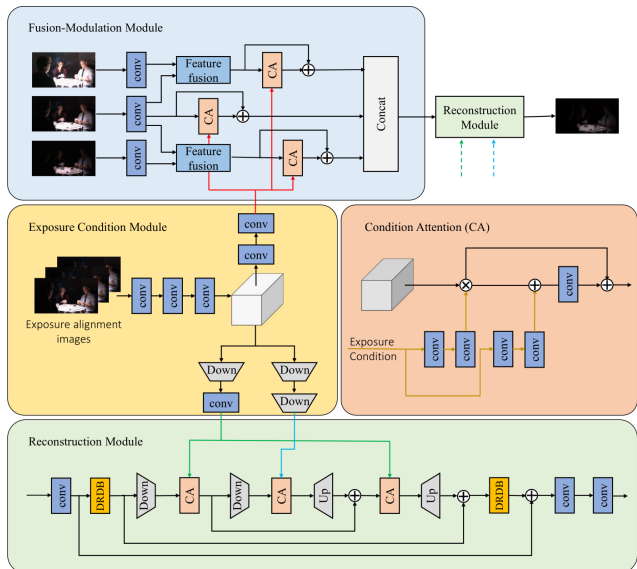 Fusion-Modulation Module
conv
Feature
fusion
CA
conv
CA
Concat
Reconstruction
Module
conv
Feature
fusion
CA
Exposure Condition Module
conv
conv
conv
conv
conv
Exposure alignment
images
Down
Down
conv
Down
Condition Attention (CA)
conv
Exposure
Condition
conv
conv
conv
conv
Reconstruction Module
conv
DRDB
Down
CA
Down
CA
Up
CA
Up
DRDB
conv
conv